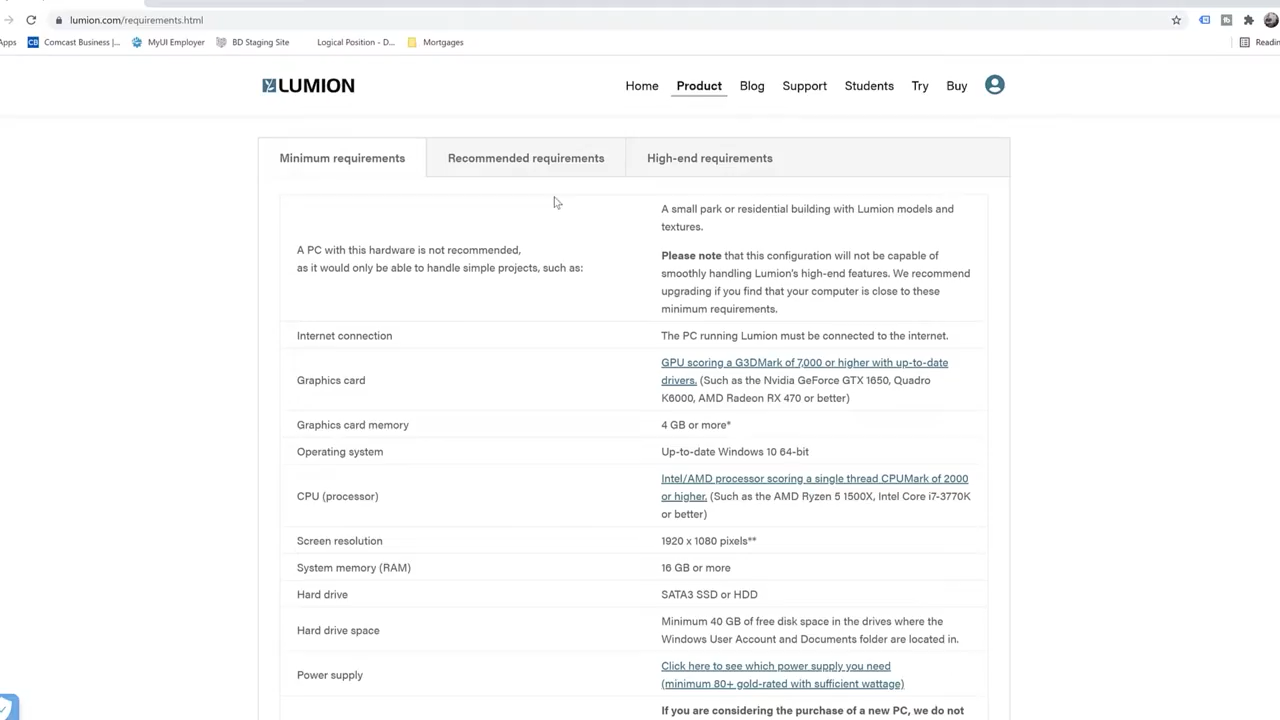 lumion.com/requirements.html
Apps
Comcast Business |...
MyUI Employer
BD Staging Site
Logical Position – D...
Mortgages
LUMION
Home
Product
Blog
Support
Students
Try
Buy
Minimum requirements
Recommended requirements
High-end requirements
A PC with this hardware is not recommended,
as it would only be able to handle simple projects, such as:
A small park or residential building with Lumion models and
textures.
Please note that this configuration will not be capable of
smoothly handling Lumion's high-end features. We recommend
upgrading if you find that your computer is close to these
minimum requirements.
Internet connection
The PC running Lumion must be connected to the internet.
Graphics card
GPU scoring a G3DMark of 7,000 or higher with up-to-date
drivers. (Such as the Nvidia GeForce GTX 1650, Quadro
K6000, AMD Radeon RX 470 or better)
Graphics card memory
4 GB or more*
Operating system
Up-to-date Windows 10 64-bit
CPU (processor)
Intel/AMD processor scoring a single thread CPUMark of 2000
or higher. (Such as the AMD Ryzen 5 1500X, Intel Core i7-3770K
or better)
Screen resolution
1920 x 1080 pixels**
System memory (RAM)
16 GB or more
Hard drive
SATA3 SSD or HDD
Hard drive space
Minimum 40 GB of free disk space in the drives where the
Windows User Account and Documents folder are located in.
Power supply
Click here to see which power supply you need
(minimum 80+ gold-rated with sufficient wattage)
If you are considering the purchase of a new PC, we do not